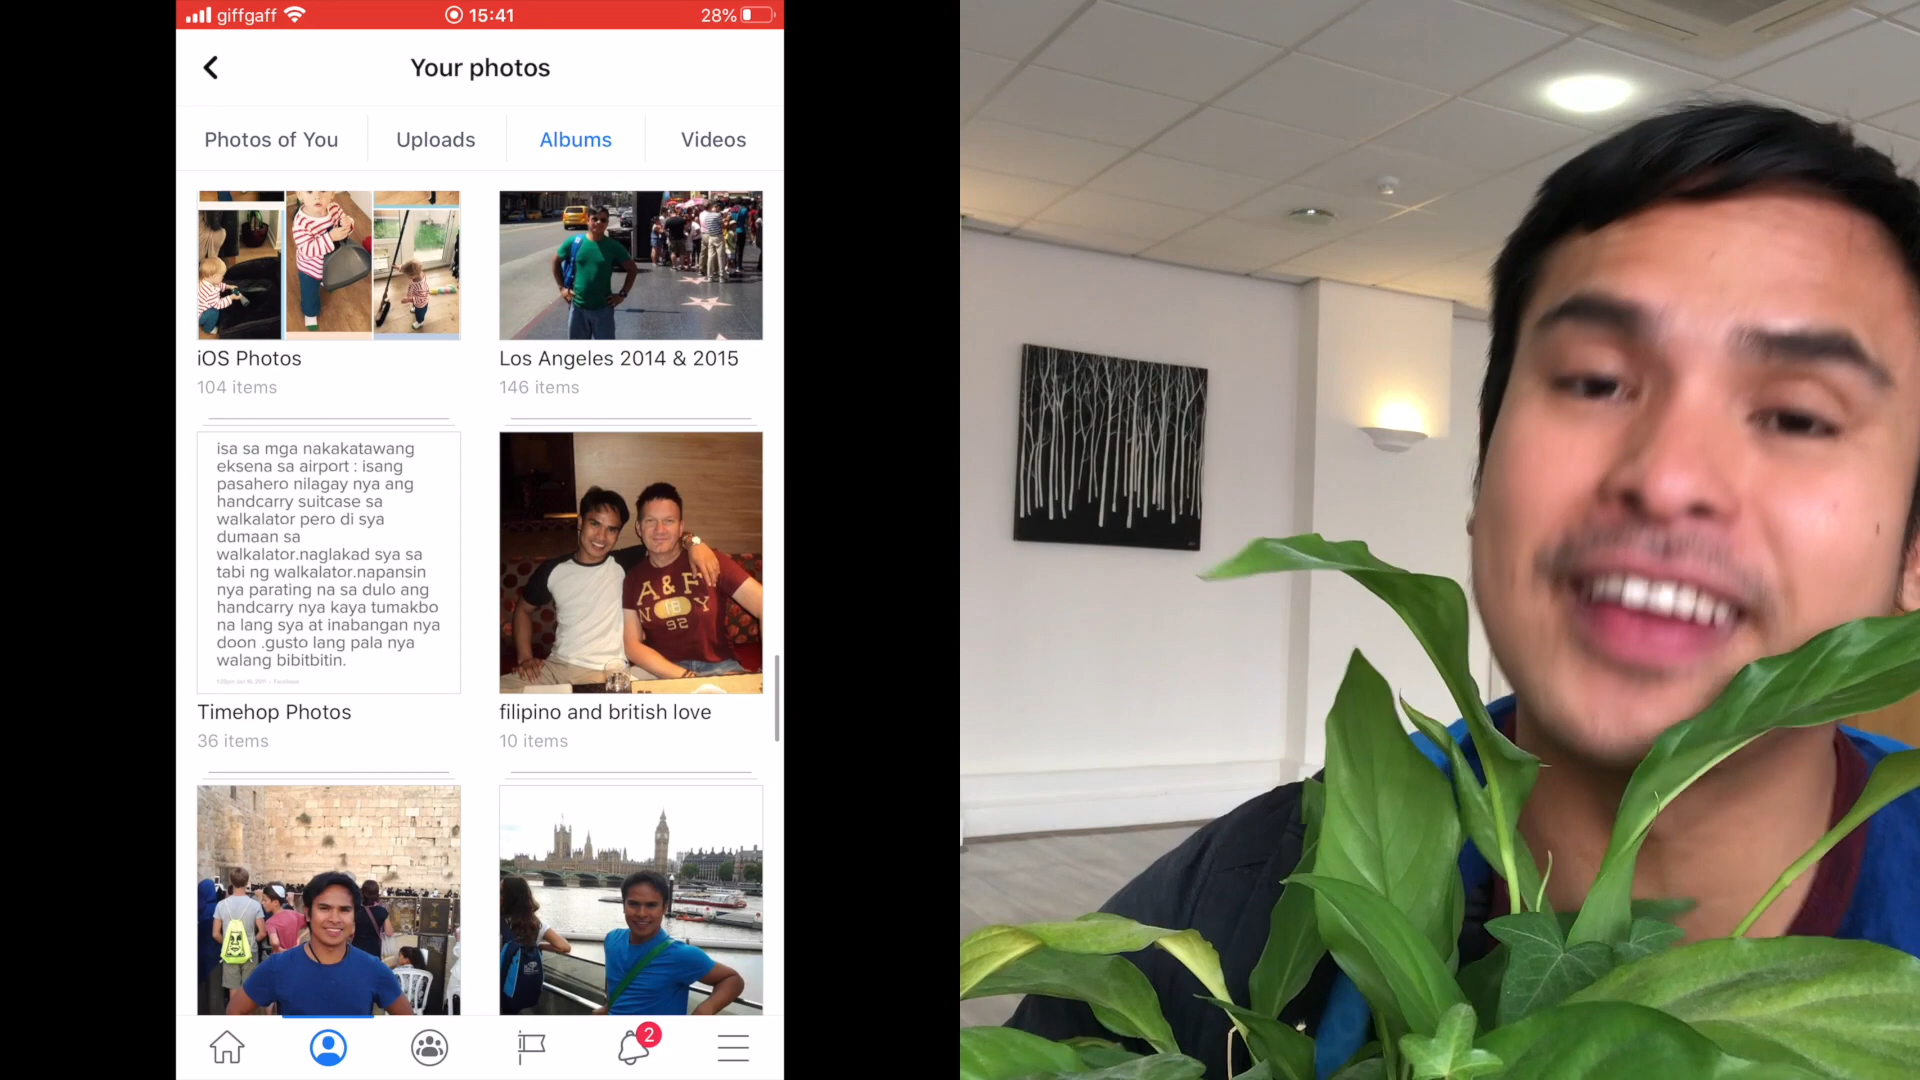 giffgaff 15:41 28%
Your photos
Photos of You Uploads Albums Videos
iOS Photos
104 items
Los Angeles 2014 & 2015
146 items
isa sa mga nakakatawang
eksena sa airport : isang
pasahero nilagay nya ang
handcarry suitcase sa
walkalator pero di sya
dumaan sa
walkalator.naglakad sya sa
tabi ng walkalator.napansin
nya parating na sa dulo ang
handcarry nya kaya tumakbo
na lang sya at inabangan nya
doon .gusto lang pala nya
walang bibitbitin.
Timehop Photos
36 items
A & F
N 18 Y
92
filipino and british love
10 items
2